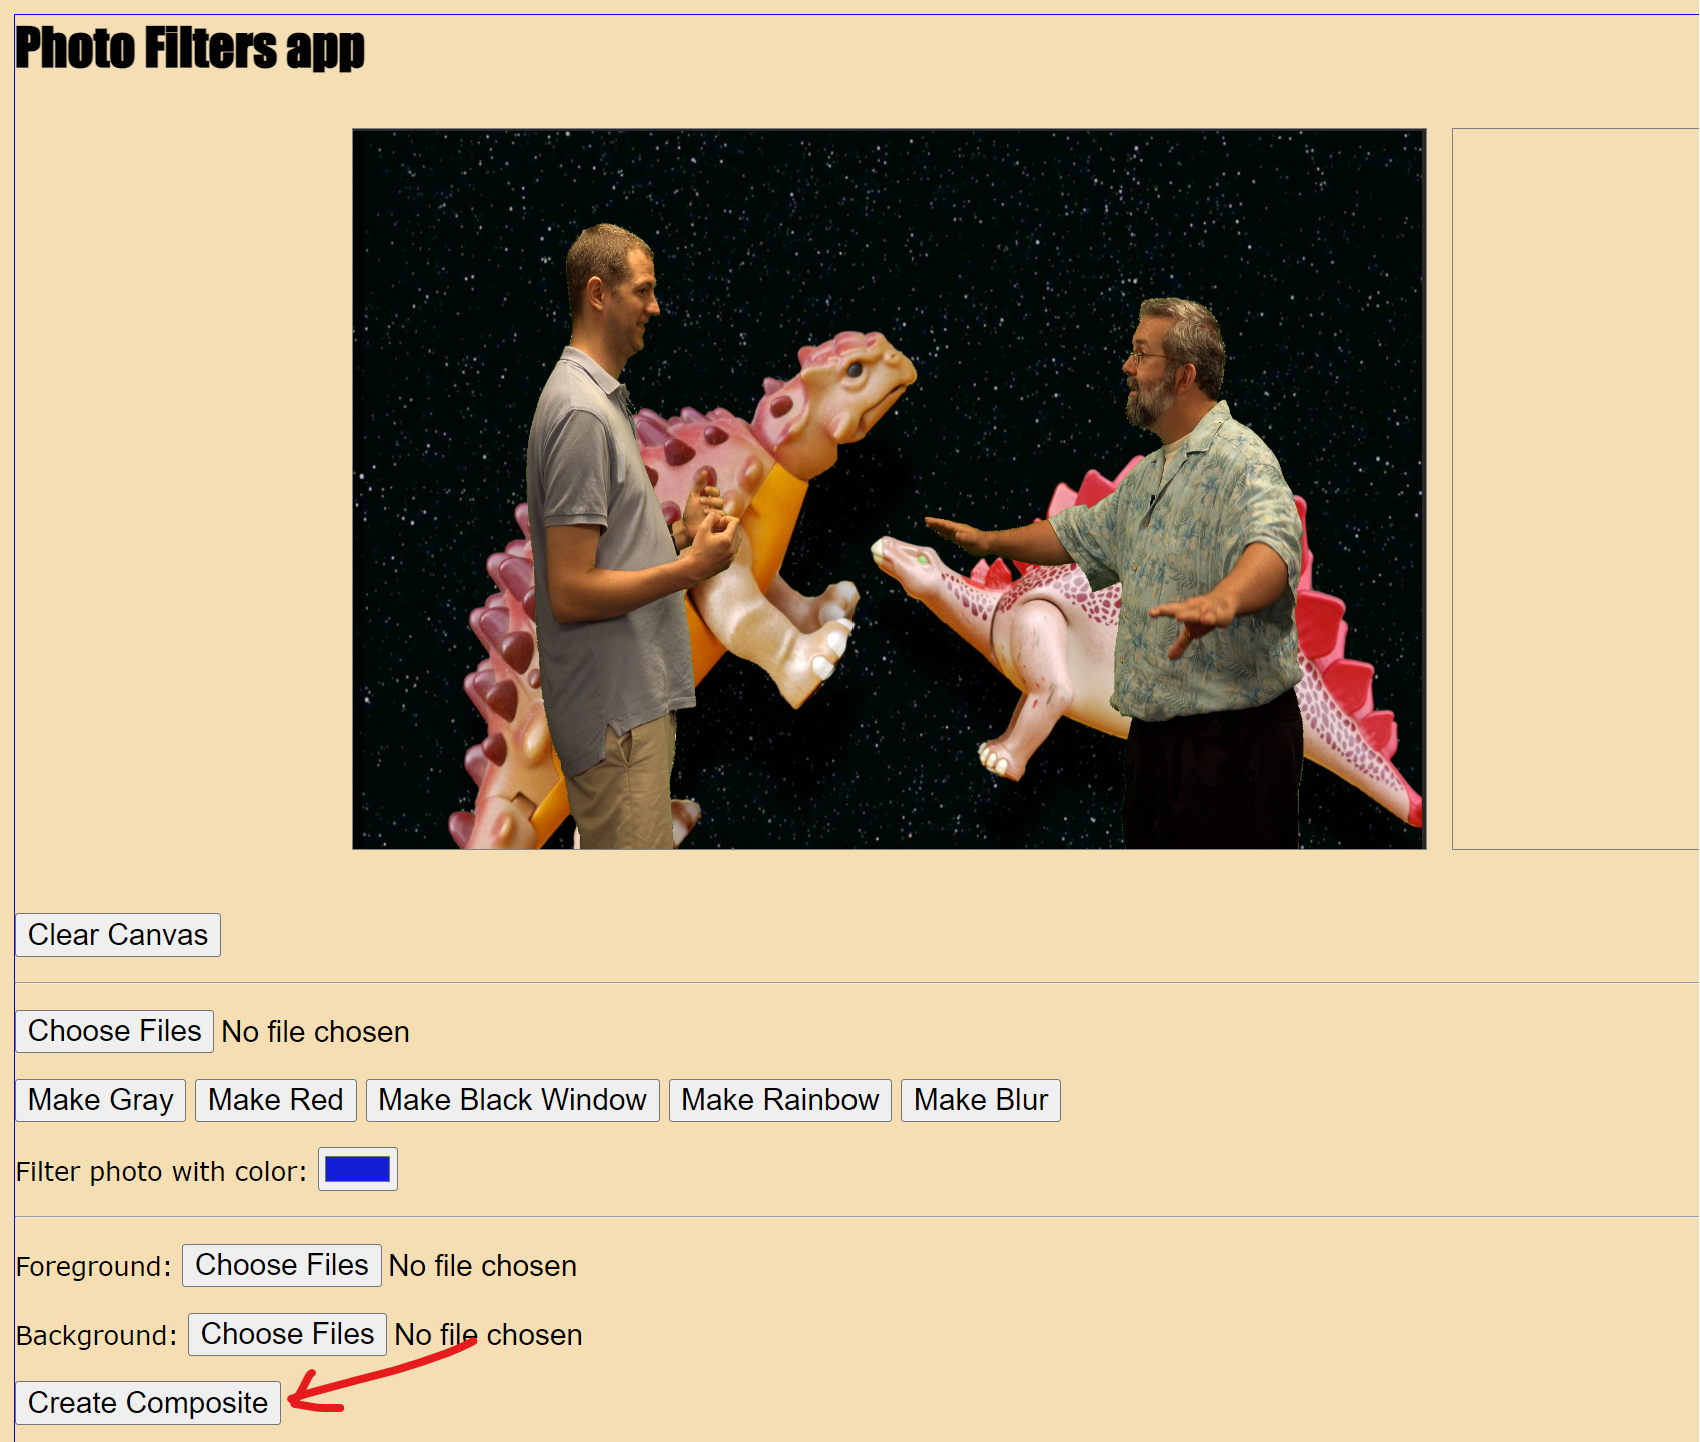 Photo Filters app
Clear Canvas
Choose Files No file chosen
Make Gray Make Red Make Black Window Make Rainbow Make Blur
Filter photo with color:
Foreground: Choose Files No file chosen
Background: Choose Files No file chosen
Create Composite